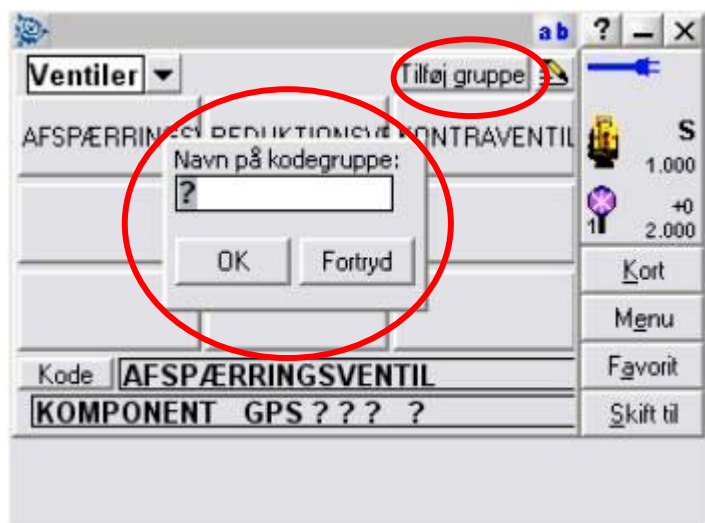 ab ? – ×
Ventiler Tilføj gruppe
KONTRAVENTIL
Navn på kodegruppe:
?
OK Fortryd
S
1.000
+0
1 2.000
Kort
Menu
Favorit
Skift til
Kode AFSPÆRRINGSVENTIL
KOMPONENT GPS ? ? ? ?